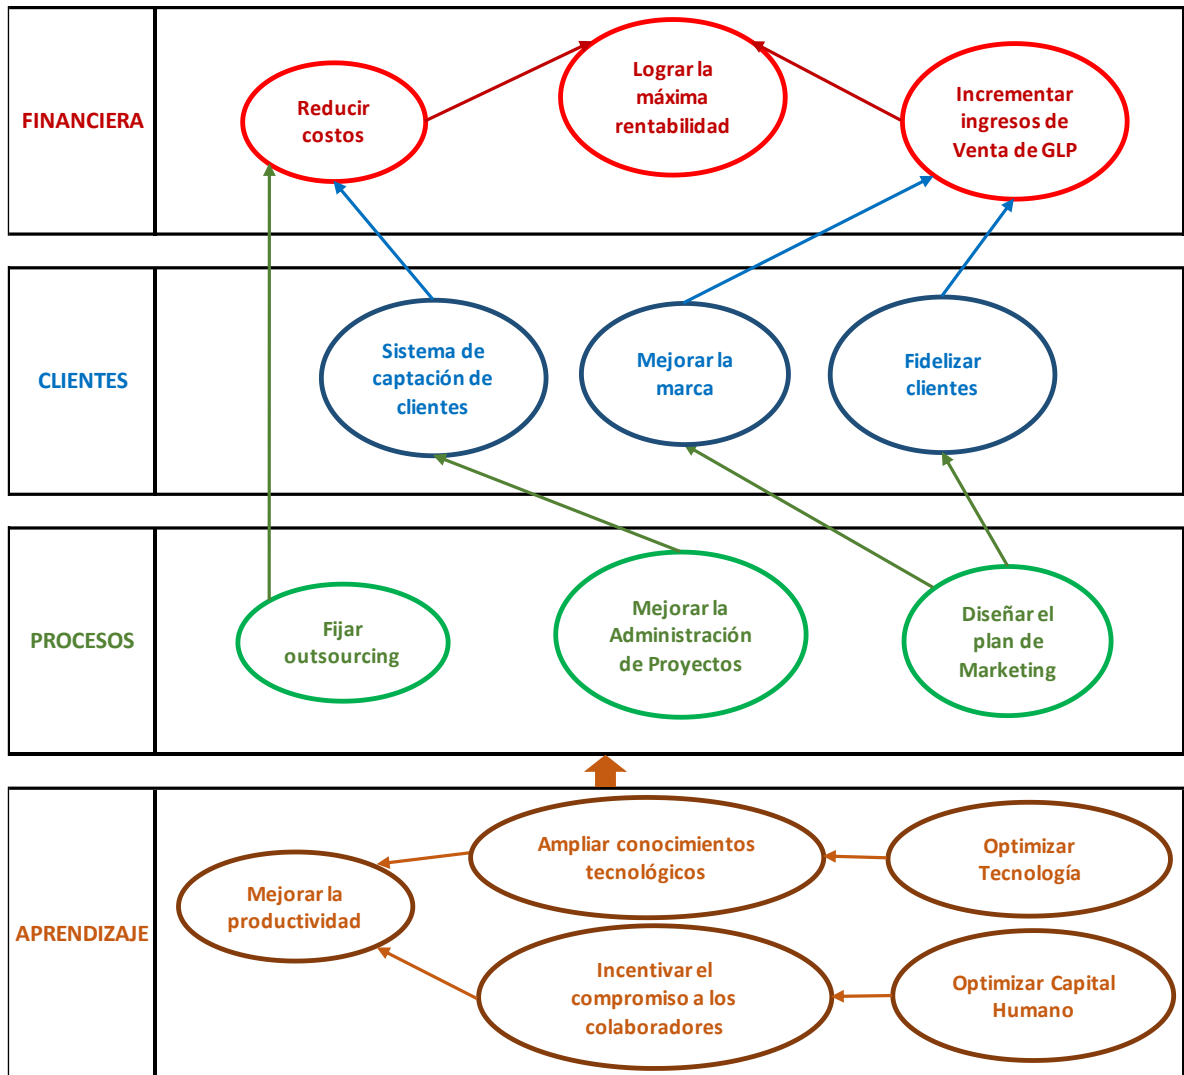 FINANCIERA
Reducir
costos
Lograr la
máxima
rentabilidad
Incrementar
ingresos de
Venta de GLP
CLIENTES
Sistema de
captación de
clientes
Mejorar la
marca
Fidelizar
clientes
PROCESOS
Fijar
outsourcing
Mejorar la
Administración
de Proyectos
Diseñar el
plan de
Marketing
APRENDIZAJE
Mejorar la
productividad
Ampliar conocimientos
tecnológicos
Optimizar
Tecnología
Incentivar el
compromiso a los
colaboradores
Optimizar Capital
Humano